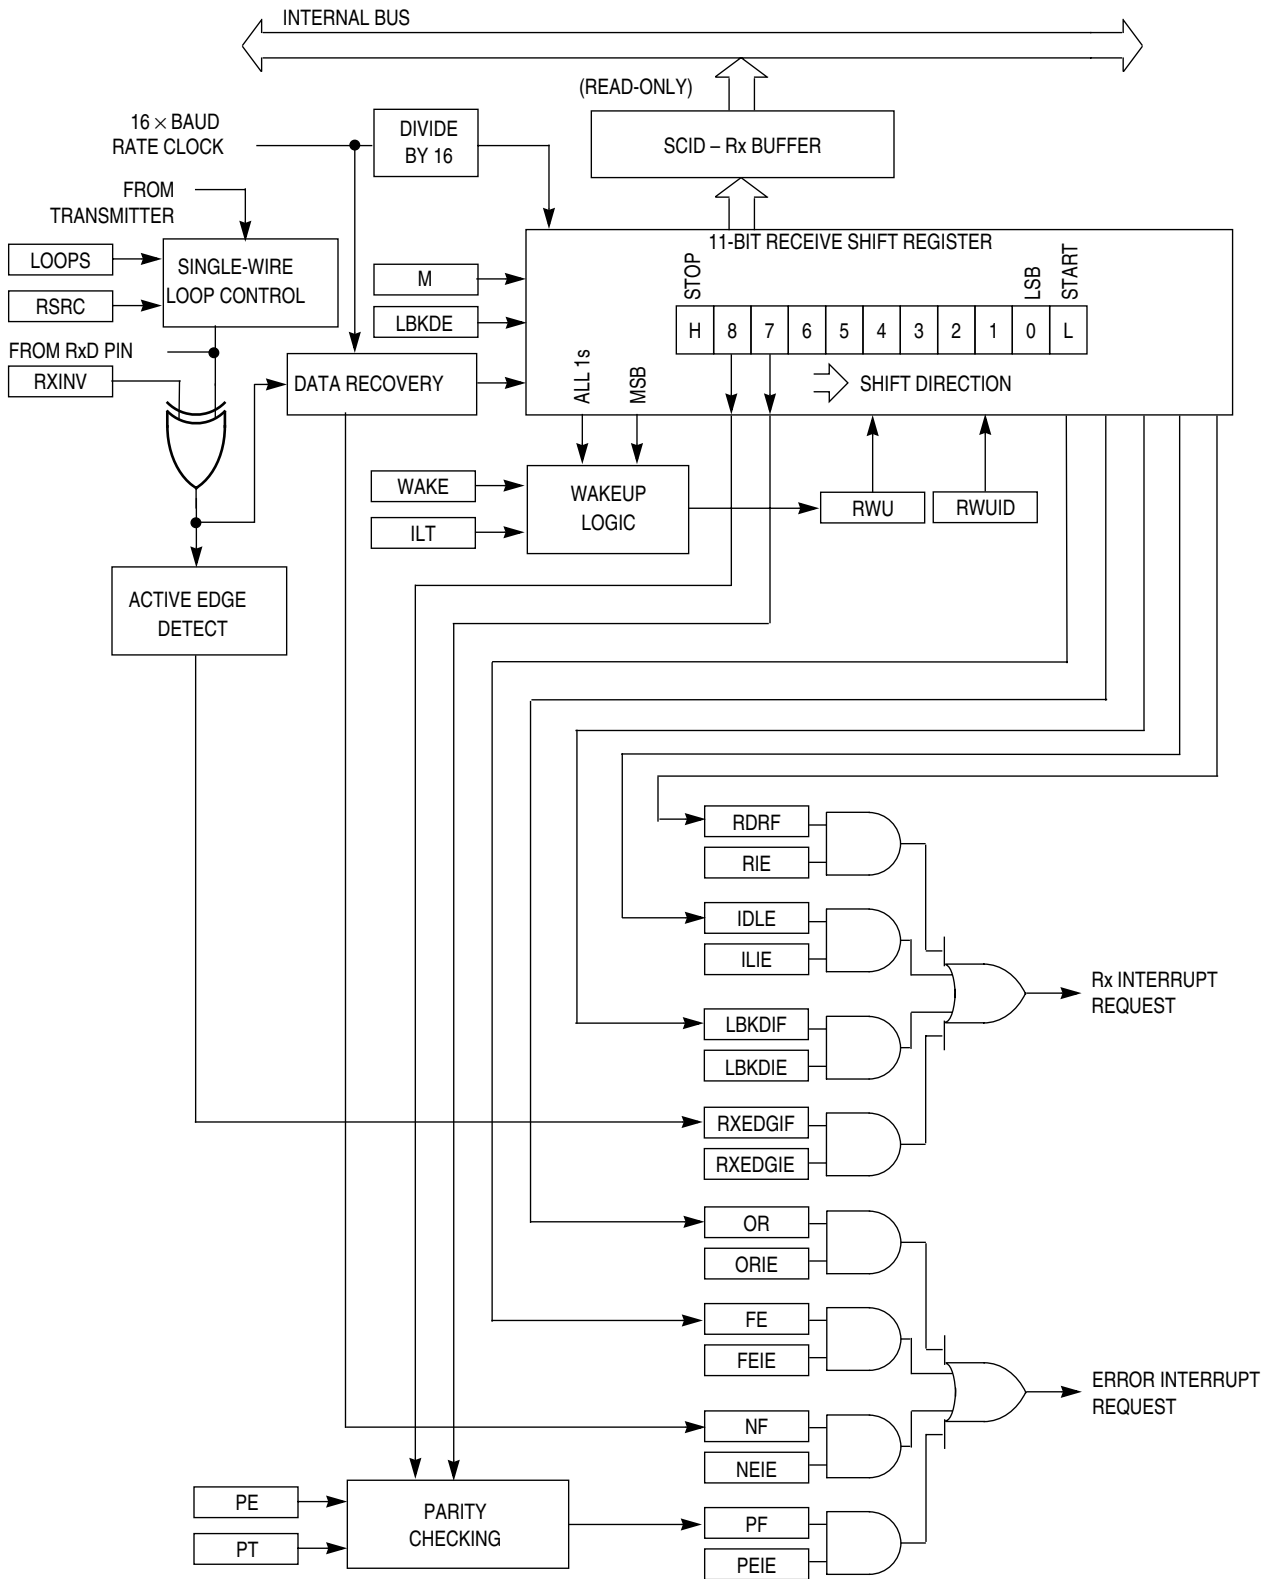 INTERNAL BUS
(READ-ONLY)
16 × BAUD
RATE CLOCK
DIVIDE
BY 16
SCID – Rx BUFFER
FROM
TRANSMITTER
11-BIT RECEIVE SHIFT REGISTER
LOOPS
SINGLE-WIRE
LOOP CONTROL
RSRC
M
LBKDE
STOP
LSB
START
H 8 7 6 5 4 3 2 1 0 L
FROM RxD PIN
RXINV
DATA RECOVERY
ALL 1s
MSB
SHIFT DIRECTION
WAKE
ILT
WAKEUP
LOGIC
RWU
RWUID
ACTIVE EDGE
DETECT
RDRF
RIE
IDLE
ILIE
Rx INTERRUPT
REQUEST
LBKDIF
LBKDIE
RXEDGIF
RXEDGIE
OR
ORIE
FE
FEIE
ERROR INTERRUPT
REQUEST
NF
NEIE
PE
PT
PARITY
CHECKING
PF
PEIE